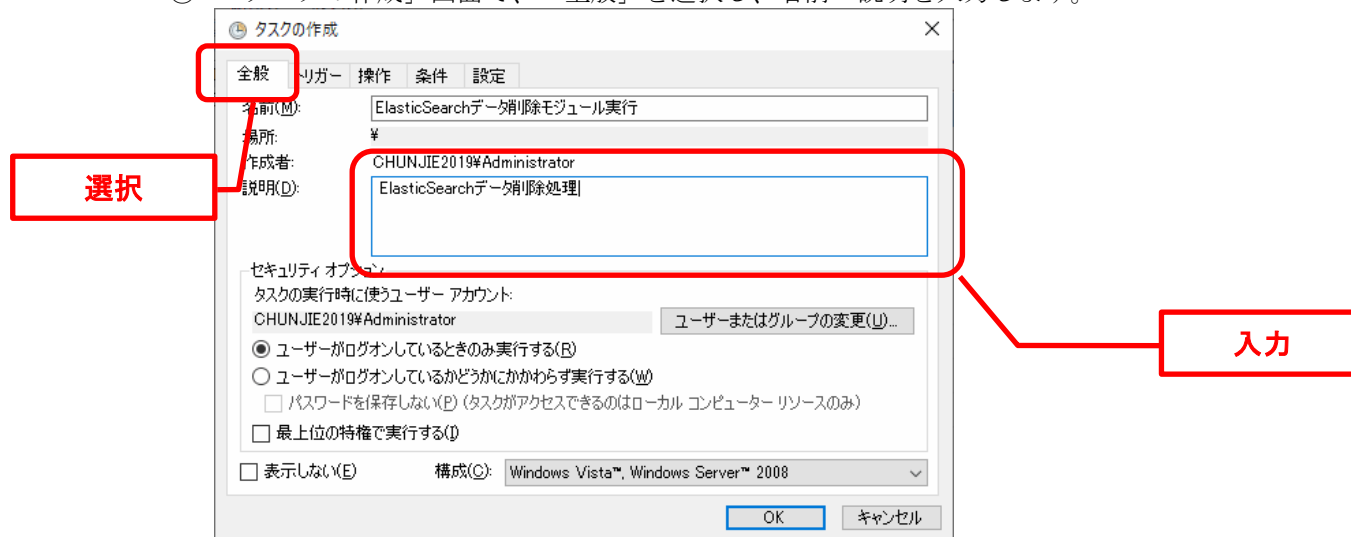 タスクの作成
全般 トリガー 操作 条件 設定
名前(M): ElasticSearchデータ削除モジュール実行
場所: ¥
作成者: CHUNJIE2019¥Administrator
説明(D): ElasticSearchデータ削除処理
選択
セキュリティ オプション
タスクの実行時に使うユーザー アカウント:
CHUNJIE2019¥Administrator ユーザーまたはグループの変更(U)...
ユーザーがログオンしているときのみ実行する(R)
入力
ユーザーがログオンしているかどうかにかかわらず実行する(W)
パスワードを保存しない(P) (タスクがアクセスできるのはローカル コンピューター リソースのみ)
最上位の特権で実行する(I)
表示しない(E) 構成(C): Windows Vista™, Windows Server™ 2008
OK キャンセル